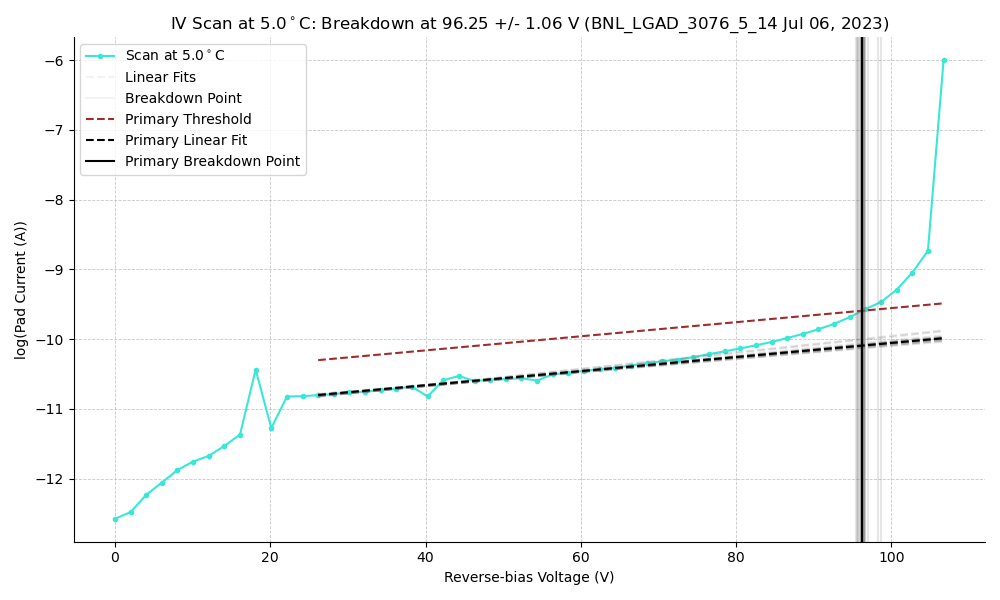 IV Scan at 5.0°C: Breakdown at 96.25 +/- 1.06 V (BNL_LGAD_3076_5_14 Jul 06, 2023)
Scan at 5.0°C
Linear Fits
Breakdown Point
Primary Threshold
Primary Linear Fit
Primary Breakdown Point
log(Pad Current (A))
−6
−7
−8
−9
−10
−11
−12
0 20 40 60 80 100
Reverse-bias Voltage (V)